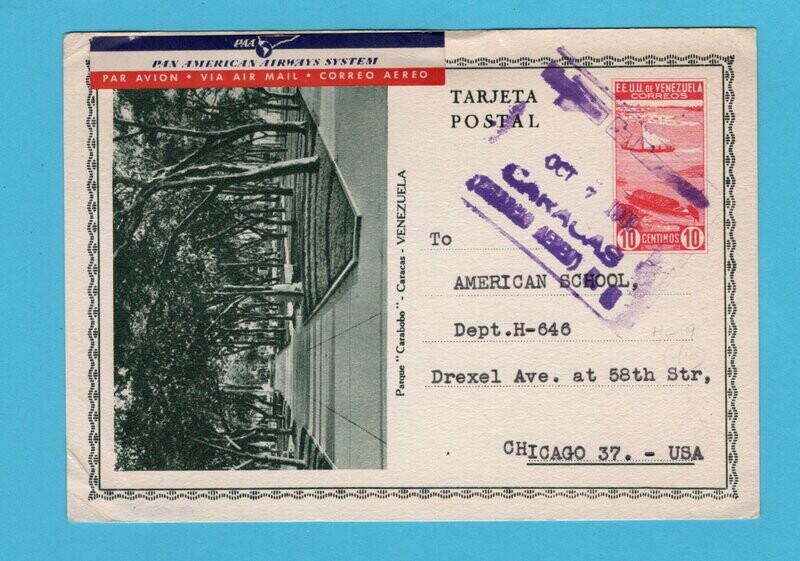 PAA
PAN AMERICAN AIRWAYS SYSTEM
PAR AVION • VIA AIR MAIL • CORREO AEREO
TARJETA
POSTAL
E.E.U.U. DE VENEZUELA
CORREOS
10 CENTIMOS 10
OCT 7
CARACAS
Parque "Carabobo" - Caracas - VENEZUELA
To
AMERICAN SCHOOL,
Dept.H-646
Drexel Ave. at 58th Str,
CHICAGO 37. - USA